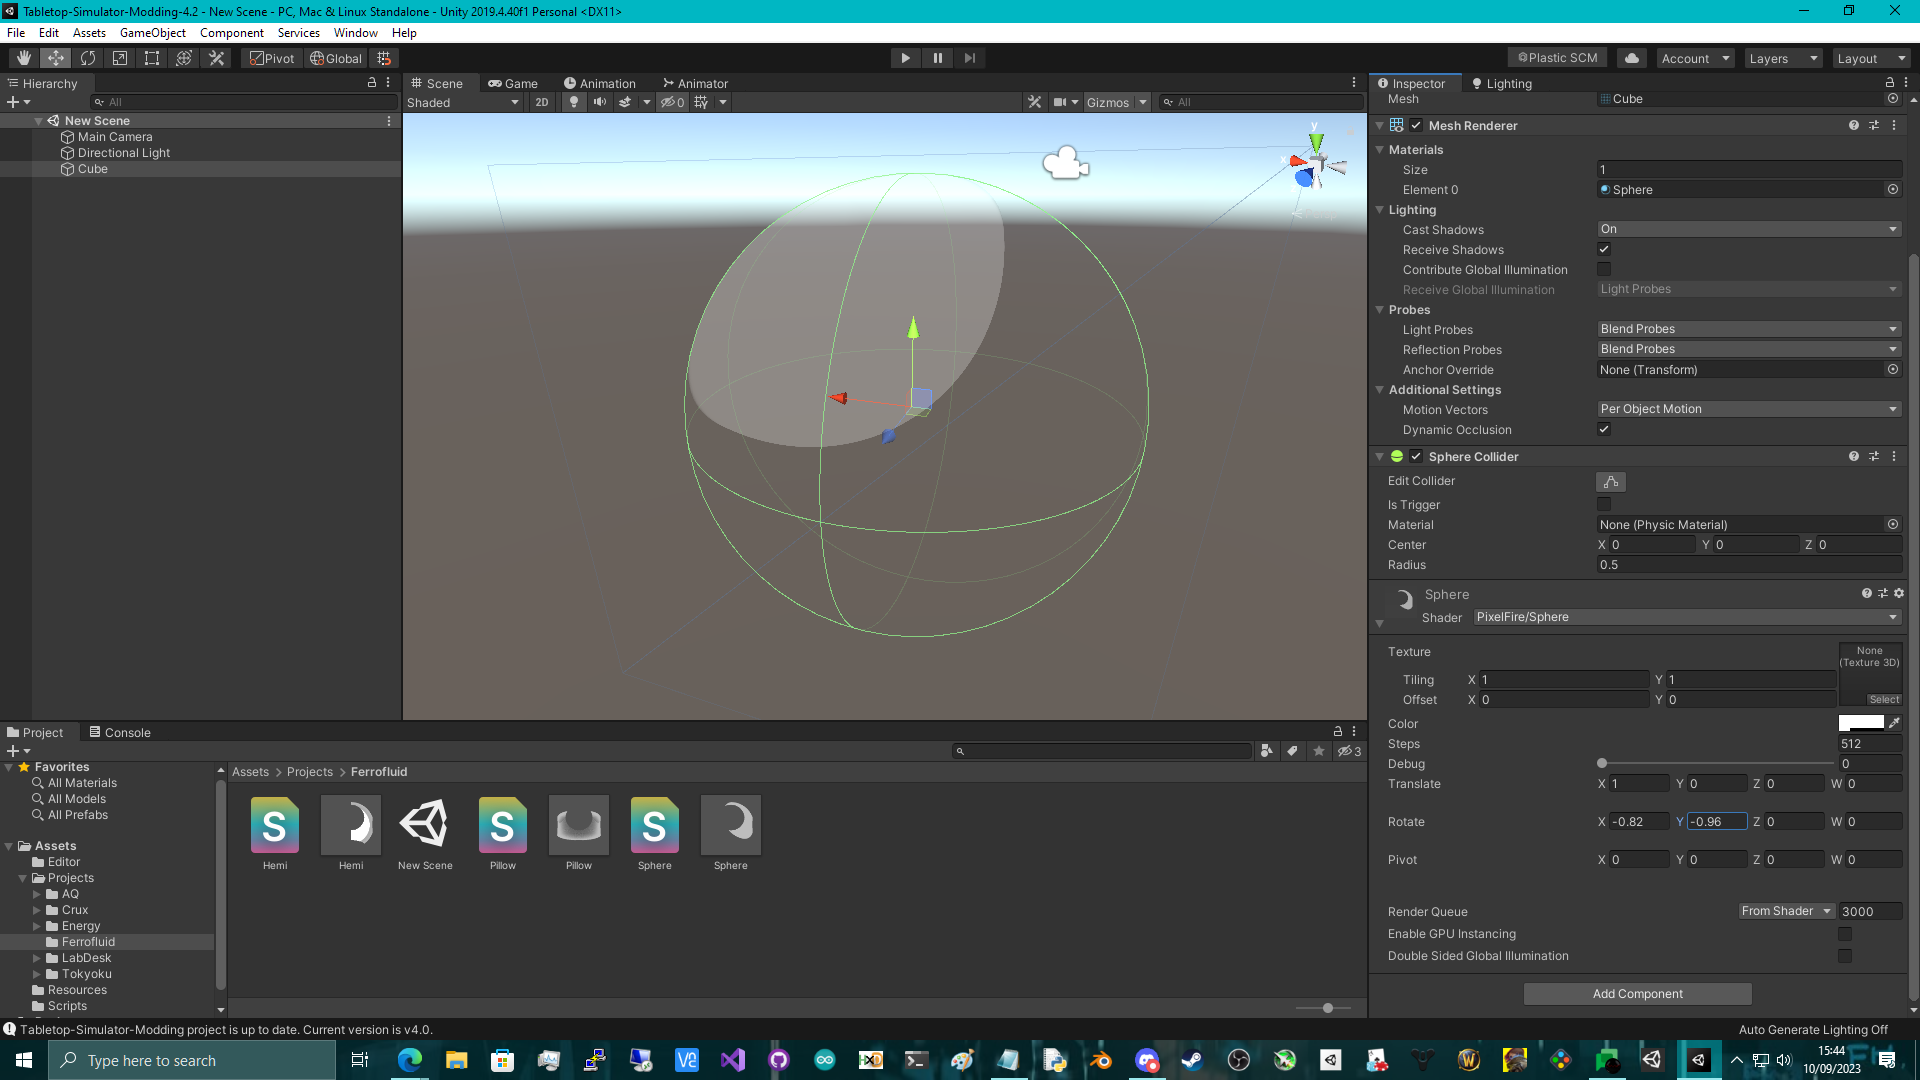 Tabletop-Simulator-Modding-4.2 - New Scene - PC, Mac & Linux Standalone - Unity 2019.4.40f1 Personal <DX11>
File Edit Assets GameObject Component Services Window Help
Pivot Global Plastic SCM Account Layers Layout
Hierarchy
All
New Scene
Main Camera
Directional Light
Cube
Scene Game Animation Animator
Shaded 2D 0 Gizmos All
y
x
Inspector Lighting
Mesh Cube
Mesh Renderer
Materials
Size 1
Element 0 Sphere
Lighting
Cast Shadows On
Receive Shadows
Contribute Global Illumination
Receive Global Illumination Light Probes
Probes
Light Probes Blend Probes
Reflection Probes Blend Probes
Anchor Override None (Transform)
Additional Settings
Motion Vectors Per Object Motion
Dynamic Occlusion
Sphere Collider
Edit Collider
Is Trigger
Material None (Physic Material)
Center X 0 Y 0 Z 0
Radius 0.5
Sphere
Shader PixelFire/Sphere
Texture None (Texture 3D)
Tiling X 1 Y 1
Offset X 0 Y 0 Select
Color
Steps 512
Debug 0
Translate X 1 Y 0 Z 0 W 0
Rotate X -0.82 Y -0.96 Z 0 W 0
Pivot X 0 Y 0 Z 0 W 0
Render Queue From Shader 3000
Enable GPU Instancing
Double Sided Global Illumination
Add Component
Project Console
3
Favorites
All Materials
All Models
All Prefabs
Assets
Editor
Projects
AQ
Crux
Energy
Ferrofluid
LabDesk
Tokyoku
Resources
Scripts
Assets > Projects > Ferrofluid
Hemi Hemi New Scene Pillow Pillow Sphere Sphere
Tabletop-Simulator-Modding project is up to date. Current version is v4.0.
Auto Generate Lighting Off
Type here to search
15:44
10/09/2023